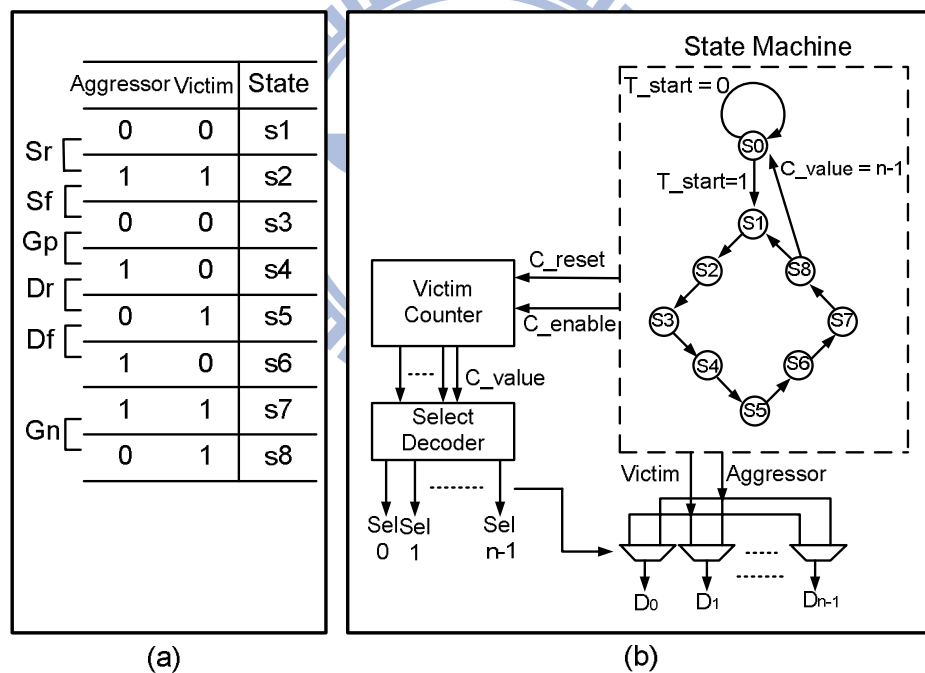 Aggressor Victim State
0 0 s1
Sr
1 1 s2
Sf
0 0 s3
Gp
1 0 s4
Dr
0 1 s5
Df
1 0 s6
1 1 s7
Gn
0 1 s8
(a)
State Machine
T_start = 0
S0
C_value = n-1
T_start=1
S1
S2
S8
S3
S7
S4
S6
S5
C_reset
Victim
Counter
C_enable
C_value
Select
Decoder
Sel
0
Sel
1
Sel
n-1
Victim
Aggressor
D0
D1
Dn-1
(b)